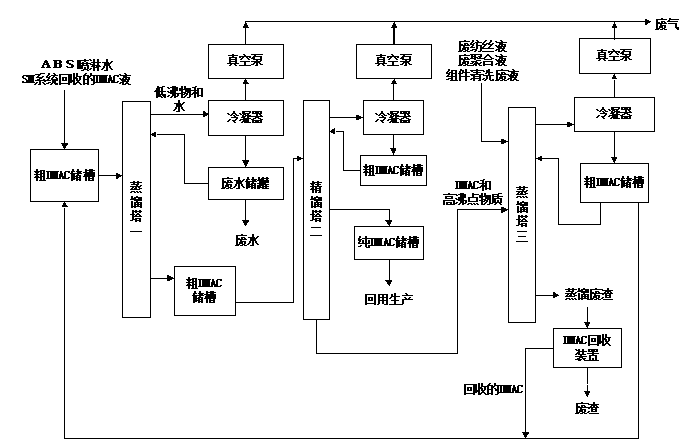 废气
真空泵
真空泵
真空泵
ABS喷淋水
SW系统回收的DMAC液
低沸物和
水
冷凝器
冷凝器
废纺丝液
废聚合液
组件清洗废液
冷凝器
粗DMAC储槽
蒸馏塔一
废水储罐
废水
精馏塔二
粗DMAC储槽
DMAC和
高沸点物质
蒸馏塔三
粗DMAC储槽
纯DMAC储槽
回用生产
粗DMAC
储槽
蒸馏废渣
DMAC回收
装置
回收的DMAC
废渣